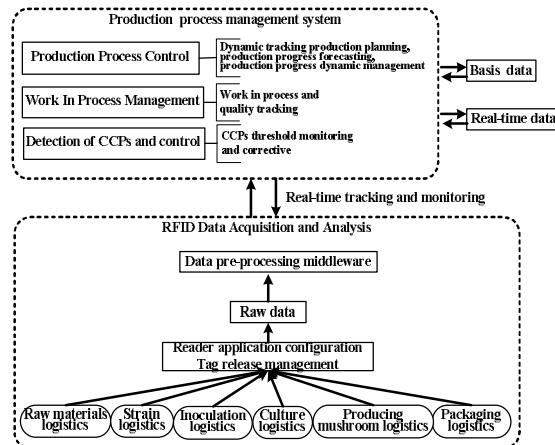 Production process management system
Production Process Control
Dynamic tracking production planning,
production progress forecasting,
production progress dynamic management
Work In Process Management
Work in process and
quality tracking
Detection of CCPs and control
CCPs threshold monitoring
and corrective
Basis data
Real-time data
Real-time tracking and monitoring
RFID Data Acquisition and Analysis
Data pre-processing middleware
Raw data
Reader application configuration
Tag release management
Raw materials
logistics
Strain
logistics
Inoculation
logistics
Culture
logistics
Producing
mushroom logistics
Packaging
logistics